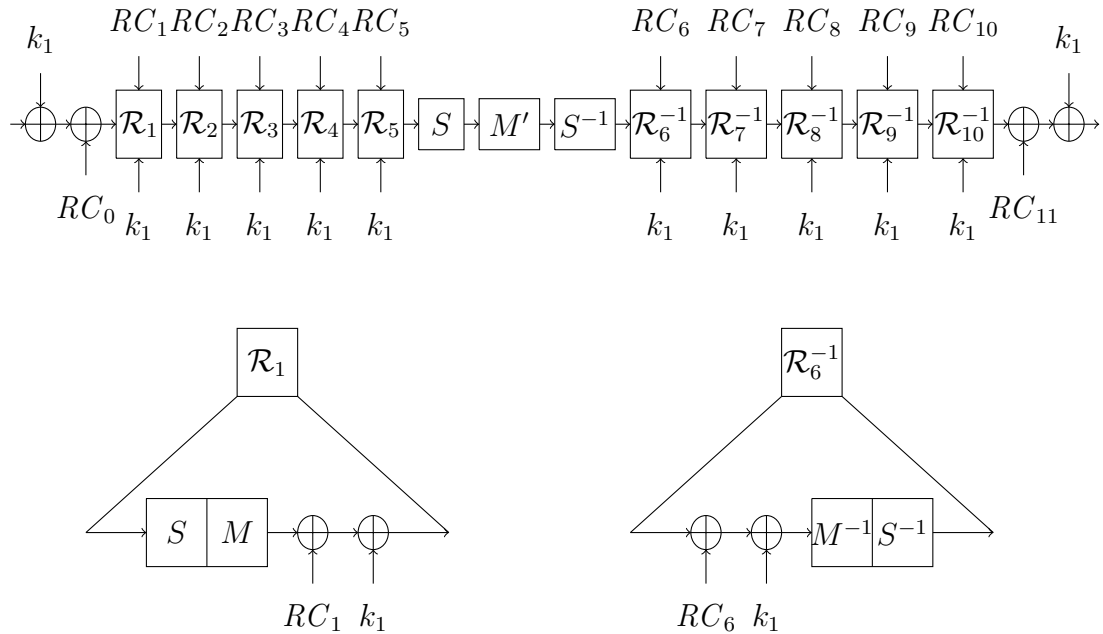 RC₁ RC₂ RC₃ RC₄ RC₅ RC₆ RC₇ RC₈ RC₉ RC₁₀
k₁ k₁
ℛ₁ ℛ₂ ℛ₃ ℛ₄ ℛ₅ S M′ S⁻¹ ℛ₆⁻¹ ℛ₇⁻¹ ℛ₈⁻¹ ℛ₉⁻¹ ℛ₁₀⁻¹
RC₀ RC₁₁
k₁ k₁ k₁ k₁ k₁ k₁ k₁ k₁ k₁ k₁
ℛ₁ ℛ₆⁻¹
S M M⁻¹ S⁻¹
RC₁ k₁ RC₆ k₁